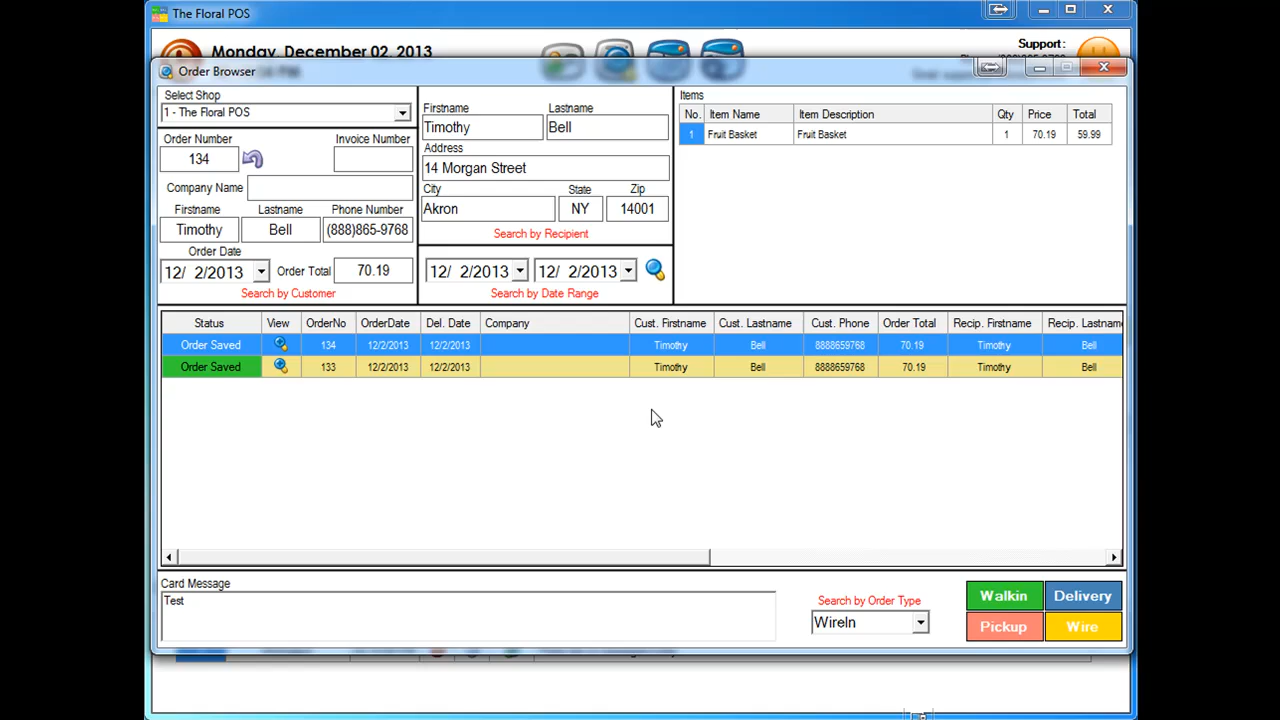 The Floral POS
Monday, December 02, 2013
Support:
Order Browser
Select Shop
1 - The Floral POS
Order Number
Invoice Number
134
Company Name
Firstname
Lastname
Phone Number
Timothy
Bell
(888)865-9768
Order Date
12/ 2/2013
Order Total
70.19
Search by Customer
Firstname
Lastname
Timothy
Bell
Address
14 Morgan Street
City
State
Zip
Akron
NY
14001
Search by Recipient
12/ 2/2013
12/ 2/2013
Search by Date Range
Items
No. Item Name Item Description Qty Price Total
1 Fruit Basket Fruit Basket 1 70.19 59.99
Status View OrderNo OrderDate Del. Date Company Cust. Firstname Cust. Lastname Cust. Phone Order Total Recip. Firstname Recip. Lastname
Order Saved 134 12/2/2013 12/2/2013 Timothy Bell 8888659768 70.19 Timothy Bell
Order Saved 133 12/2/2013 12/2/2013 Timothy Bell 8888659768 70.19 Timothy Bell
Card Message
Test
Search by Order Type
WireIn
Walkin
Delivery
Pickup
Wire